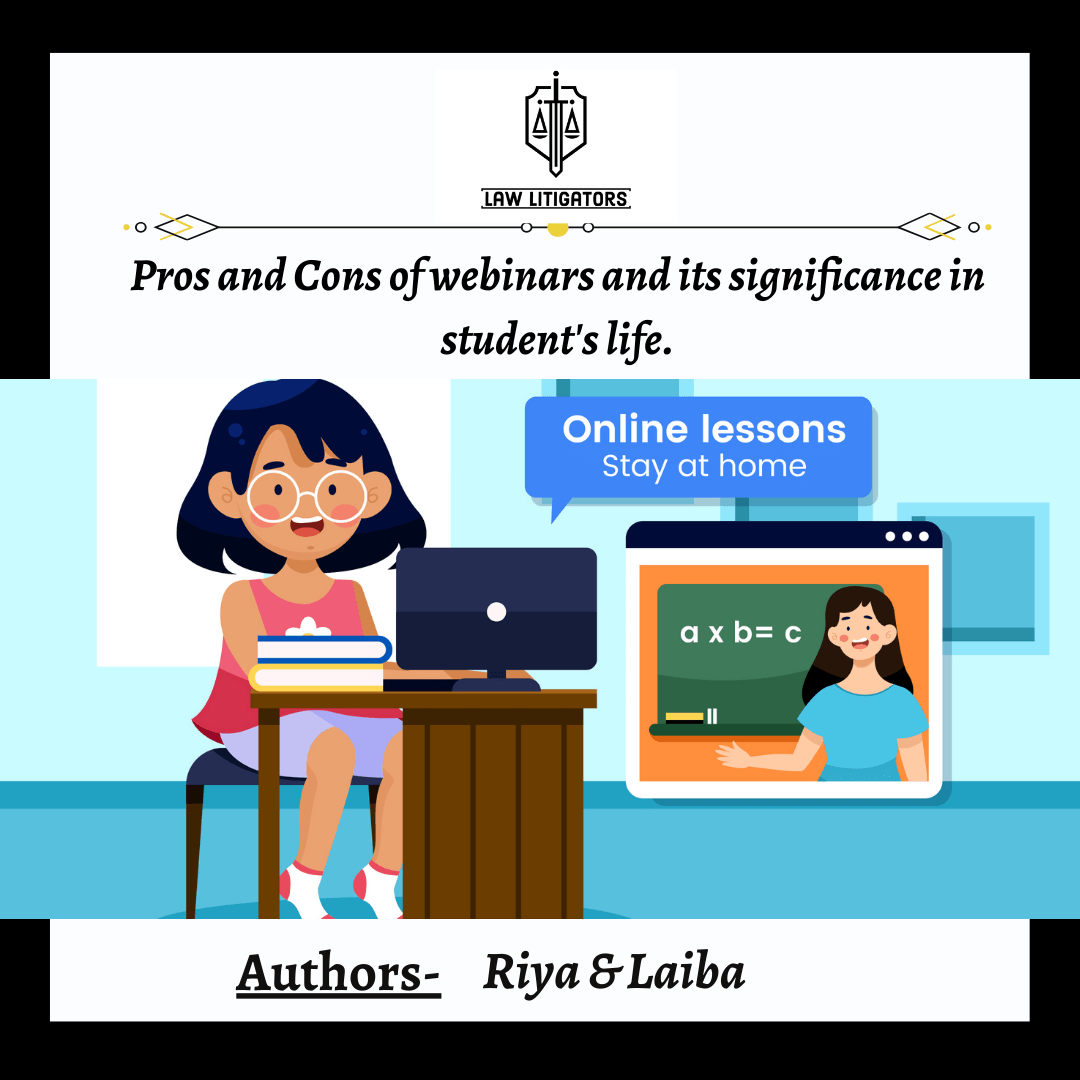 LAW LITIGATORS
Pros and Cons of webinars and its significance in
student's life.
Online lessons
Stay at home
a x b= c
Authors- Riya & Laiba